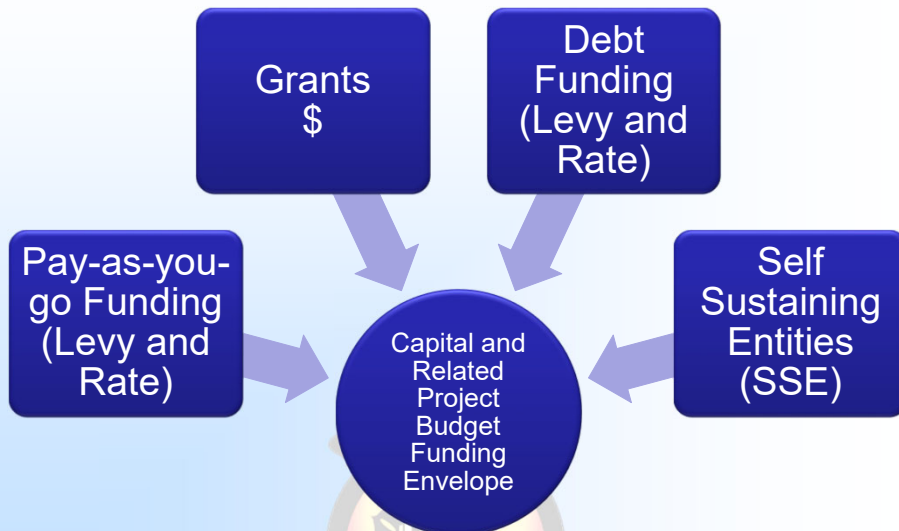 Grants
$
Debt
Funding
(Levy and
Rate)
Pay-as-you-
go Funding
(Levy and
Rate)
Self
Sustaining
Entities
(SSE)
Capital and
Related
Project
Budget
Funding
Envelope